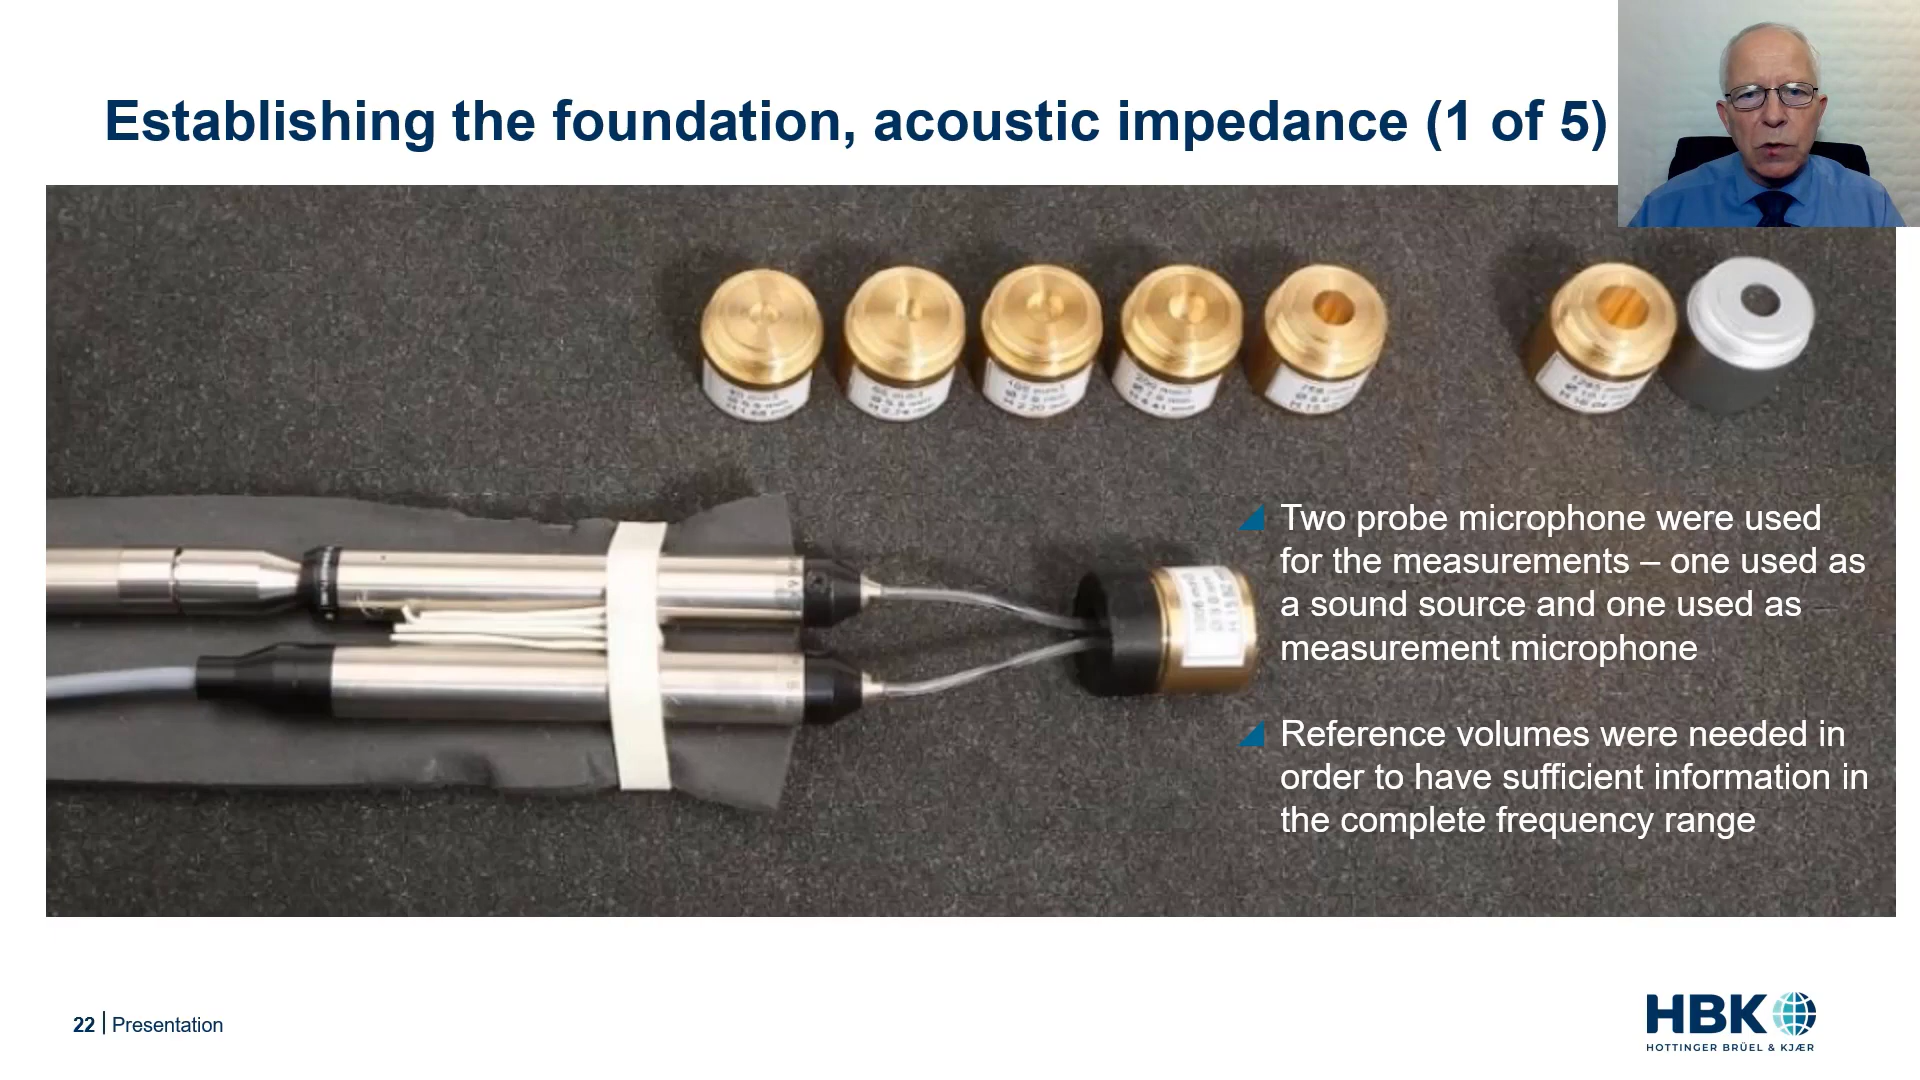 Establishing the foundation, acoustic impedance (1 of 5)
Two probe microphone were used
for the measurements – one used as
a sound source and one used as
measurement microphone
Reference volumes were needed in
order to have sufficient information in
the complete frequency range
22 | Presentation
HBK
HOTTINGER BRÜEL & KJÆR